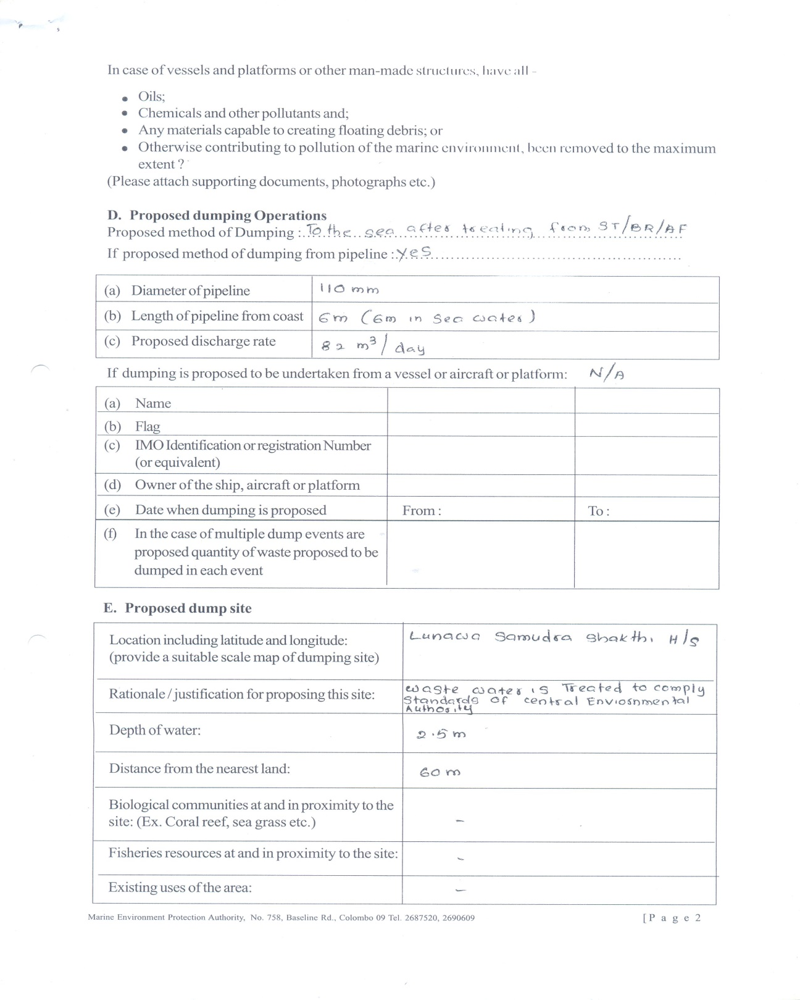 In case of vessels and platforms or other man-made structures, have all -
• Oils;
• Chemicals and other pollutants and;
• Any materials capable to creating floating debris; or
• Otherwise contributing to pollution of the marine environment, been removed to the maximum
extent ?
(Please attach supporting documents, photographs etc.)
D. Proposed dumping Operations
Proposed method of Dumping : To the sea after treating from ST/BR/AF
If proposed method of dumping from pipeline : Yes
(a) Diameter of pipeline 110 mm
(b) Length of pipeline from coast 6m (6m in Sea water)
(c) Proposed discharge rate 82 m³/day
If dumping is proposed to be undertaken from a vessel or aircraft or platform: N/A
(a) Name
(b) Flag
(c) IMO Identification or registration Number
(or equivalent)
(d) Owner of the ship, aircraft or platform
(e) Date when dumping is proposed From : To :
(f) In the case of multiple dump events are
proposed quantity of waste proposed to be
dumped in each event
E. Proposed dump site
Location including latitude and longitude: Lunawa Samudra Shakthi H/S
(provide a suitable scale map of dumping site)
Rationale / justification for proposing this site: waste water is Treated to comply
Standards of central Enviornmental
Authority
Depth of water: 2.5 m
Distance from the nearest land: 60 m
Biological communities at and in proximity to the
site: (Ex. Coral reef, sea grass etc.) -
Fisheries resources at and in proximity to the site: -
Existing uses of the area: -
Marine Environment Protection Authority, No. 758, Baseline Rd., Colombo 09 Tel. 2687520, 2690609 [P a g e 2